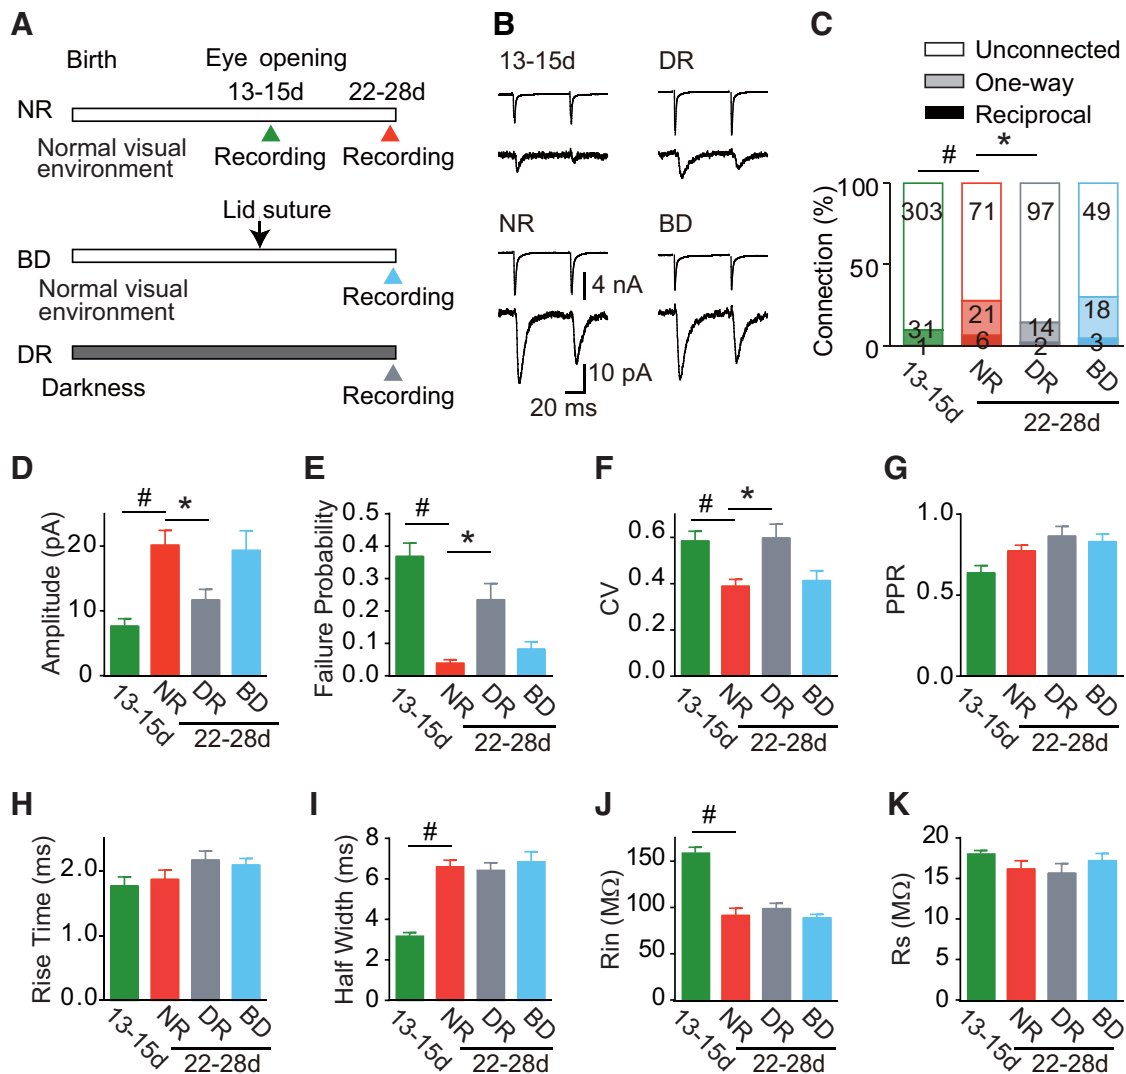 A
Birth
Eye opening
13-15d
22-28d
NR
Normal visual
environment
Recording
Recording
Lid suture
BD
Normal visual
environment
Recording
DR
Darkness
Recording
B
13-15d
DR
NR
BD
4 nA
10 pA
20 ms
C
Unconnected
One-way
Reciprocal
#
*
Connection (%)
100
50
0
303
71
97
49
31
21
14
18
1
6
2
3
13-15d
NR
DR
BD
22-28d
D
Amplitude (pA)
#
*
20
10
0
13-15d
NR
DR
BD
22-28d
E
Failure Probability
#
*
0.5
0.4
0.3
0.2
0.1
0.0
13-15d
NR
DR
BD
22-28d
F
CV
#
*
0.6
0.4
0.2
0.0
13-15d
NR
DR
BD
22-28d
G
PPR
1.0
0.5
0.0
13-15d
NR
DR
BD
22-28d
H
Rise Time (ms)
2.0
1.0
0.0
13-15d
NR
DR
BD
22-28d
I
Half Width (ms)
#
8
6
4
2
0
13-15d
NR
DR
BD
22-28d
J
Rin (MΩ)
#
150
100
50
0
13-15d
NR
DR
BD
22-28d
K
Rs (MΩ)
20
15
10
5
0
13-15d
NR
DR
BD
22-28d